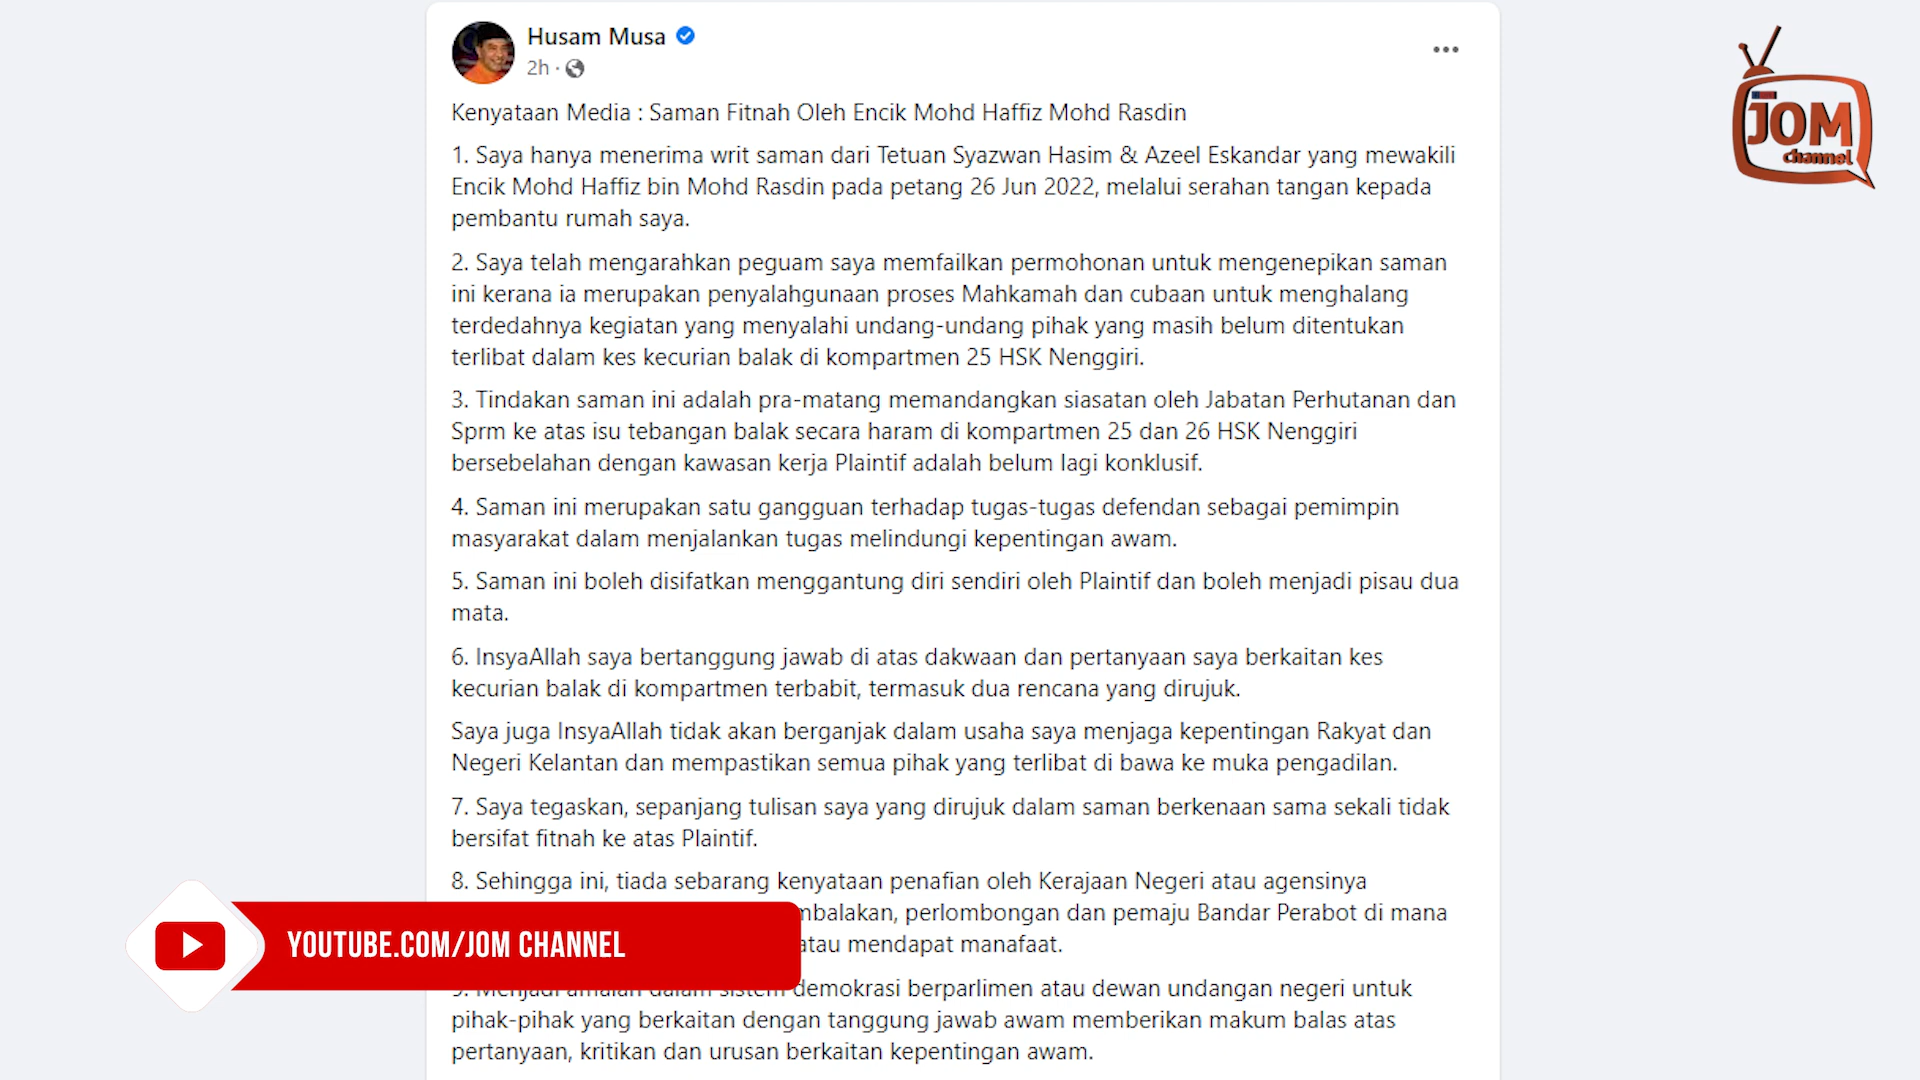 Husam Musa
2h ·
Kenyataan Media : Saman Fitnah Oleh Encik Mohd Haffiz Mohd Rasdin
1. Saya hanya menerima writ saman dari Tetuan Syazwan Hasim & Azeel Eskandar yang mewakili
Encik Mohd Haffiz bin Mohd Rasdin pada petang 26 Jun 2022, melalui serahan tangan kepada
pembantu rumah saya.
2. Saya telah mengarahkan peguam saya memfailkan permohonan untuk mengenepikan saman
ini kerana ia merupakan penyalahgunaan proses Mahkamah dan cubaan untuk menghalang
terdedahnya kegiatan yang menyalahi undang-undang pihak yang masih belum ditentukan
terlibat dalam kes kecurian balak di kompartmen 25 HSK Nenggiri.
3. Tindakan saman ini adalah pra-matang memandangkan siasatan oleh Jabatan Perhutanan dan
Sprm ke atas isu tebangan balak secara haram di kompartmen 25 dan 26 HSK Nenggiri
bersebelahan dengan kawasan kerja Plaintif adalah belum lagi konklusif.
4. Saman ini merupakan satu gangguan terhadap tugas-tugas defendan sebagai pemimpin
masyarakat dalam menjalankan tugas melindungi kepentingan awam.
5. Saman ini boleh disifatkan menggantung diri sendiri oleh Plaintif dan boleh menjadi pisau dua
mata.
6. InsyaAllah saya bertanggung jawab di atas dakwaan dan pertanyaan saya berkaitan kes
kecurian balak di kompartmen terbabit, termasuk dua rencana yang dirujuk.
Saya juga InsyaAllah tidak akan berganjak dalam usaha saya menjaga kepentingan Rakyat dan
Negeri Kelantan dan mempastikan semua pihak yang terlibat di bawa ke muka pengadilan.
7. Saya tegaskan, sepanjang tulisan saya yang dirujuk dalam saman berkenaan sama sekali tidak
bersifat fitnah ke atas Plaintif.
8. Sehingga ini, tiada sebarang kenyataan penafian oleh Kerajaan Negeri atau agensinya
perlombongan dan pemaju Bandar Perabot di mana
atau mendapat manafaat.
9. Menjadi amalan dalam sistem demokrasi berparlimen atau dewan undangan negeri untuk
pihak-pihak yang berkaitan dengan tanggung jawab awam memberikan makum balas atas
pertanyaan, kritikan dan urusan berkaitan kepentingan awam.
YOUTUBE.COM/JOM CHANNEL
JOM
channel